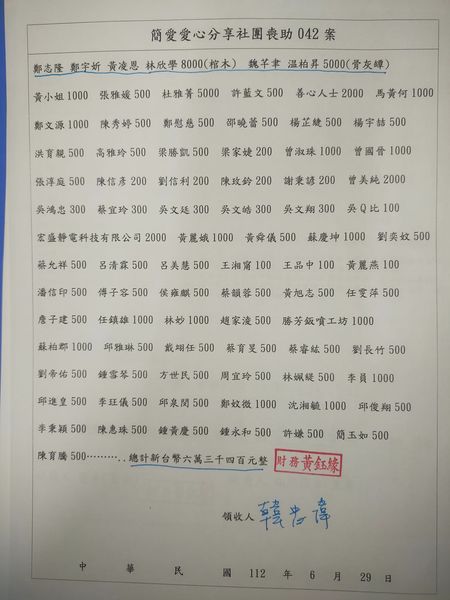 簡愛愛心分享社團喪助 042 案
鄭志隆 鄭宇妡 黃凌恩 林欣學 8000(棺木) 魏芊聿 温柏昇 5000(骨灰罈)
黃小姐 1000 張雅媛 500 杜雅菁 5000 許藍文 500 善心人士 2000 馬黃何 1000
鄭文源 1000 陳秀婷 500 鄭慰慈 500 邵曉蕾 500 楊芷緁 500 楊宇喆 500
洪育靚 500 高雅玲 500 梁勝凱 500 梁家婕 200 曾淑珠 1000 曾國晉 1000
張淳庭 500 陳信彥 200 劉信利 200 陳玫鈴 200 謝秉諺 200 曾美純 2000
吳鴻忠 300 蔡宜玲 300 吳文廷 300 吳文皓 300 吳文翔 300 吳Q比 100
宏盛靜電科技有限公司 2000 黃麗娥 1000 黃舜儀 500 蘇慶坤 1000 劉奕妏 500
蔡允祥 500 呂清霖 500 呂美慧 500 王湘甯 100 王品中 100 黃麗燕 100
潘信印 500 傅子容 500 侯雍麒 500 蔡韻蓉 500 黃旭志 500 任雯萍 500
詹子建 500 任鎮雄 1000 林妙 1000 趙家淩 500 勝芳鈑噴工坊 1000
蘇柏郡 1000 邱雅琳 500 戴翊任 500 蔡育旻 500 蔡睿紘 500 劉長竹 500
劉帝佑 500 鍾雪琴 500 方世民 500 周宜玲 500 林姵緹 500 李員 1000
邱進皇 500 李玨儀 500 邱泉閔 500 鄭妏微 1000 沈湘毓 1000 邱俊翔 500
李秉穎 500 陳惠珠 500 鍾黃慶 500 鍾永和 500 許嫌 500 簡玉如 500
陳育騰 500………..總計新台幣六萬三千四百元整 財務黃鈺緣
領收人 韓忠偉
中 華 民 國 112 年 6 月 29 日